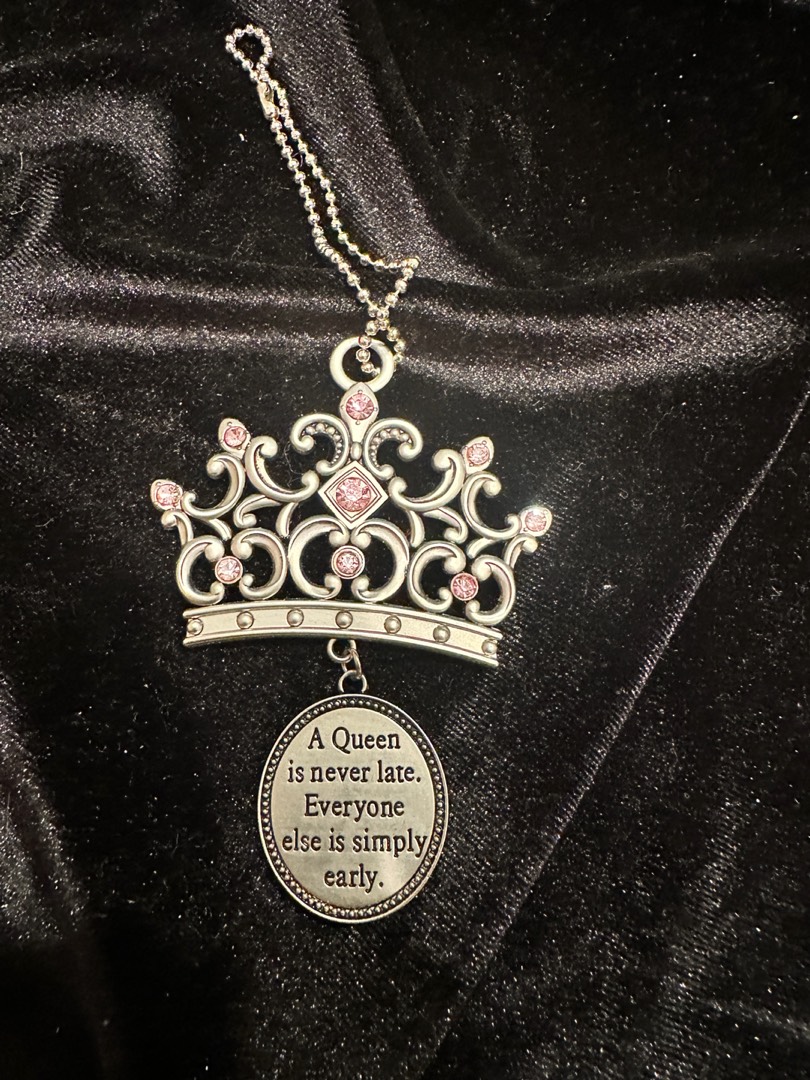 A Queen
is never late.
Everyone
else is simply
early.